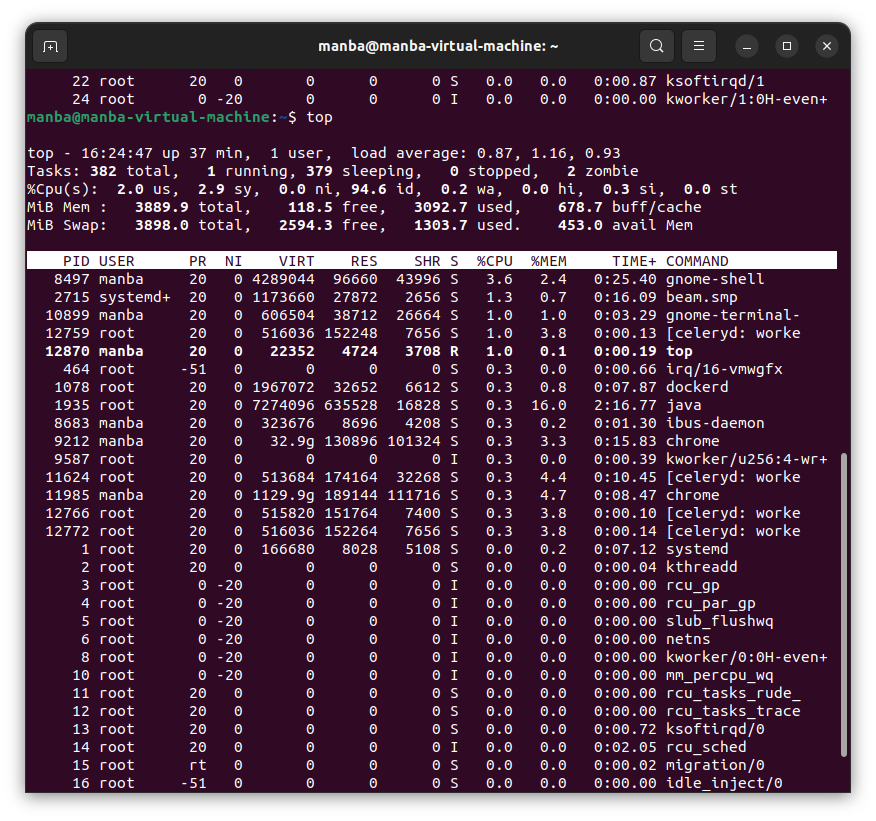 manba@manba-virtual-machine: ~
22 root 20 0 0 0 0 S 0.0 0.0 0:00.87 ksoftirqd/1
24 root 0 -20 0 0 0 I 0.0 0.0 0:00.00 kworker/1:0H-even+
manba@manba-virtual-machine:~$ top
top - 16:24:47 up 37 min, 1 user, load average: 0.87, 1.16, 0.93
Tasks: 382 total, 1 running, 379 sleeping, 0 stopped, 2 zombie
%Cpu(s): 2.0 us, 2.9 sy, 0.0 ni, 94.6 id, 0.2 wa, 0.0 hi, 0.3 si, 0.0 st
MiB Mem : 3889.9 total, 118.5 free, 3092.7 used, 678.7 buff/cache
MiB Swap: 3898.0 total, 2594.3 free, 1303.7 used. 453.0 avail Mem
PID USER PR NI VIRT RES SHR S %CPU %MEM TIME+ COMMAND
8497 manba 20 0 4289044 96660 43996 S 3.6 2.4 0:25.40 gnome-shell
2715 systemd+ 20 0 1173660 27872 2656 S 1.3 0.7 0:16.09 beam.smp
10899 manba 20 0 606504 38712 26664 S 1.0 1.0 0:03.29 gnome-terminal-
12759 root 20 0 516036 152248 7656 S 1.0 3.8 0:00.13 [celeryd: worke
12870 manba 20 0 22352 4724 3708 R 1.0 0.1 0:00.19 top
464 root -51 0 0 0 0 S 0.3 0.0 0:00.66 irq/16-vmwgfx
1078 root 20 0 1967072 32652 6612 S 0.3 0.8 0:07.87 dockerd
1935 root 20 0 7274096 635528 16828 S 0.3 16.0 2:16.77 java
8683 manba 20 0 323676 8696 4208 S 0.3 0.2 0:01.30 ibus-daemon
9212 manba 20 0 32.9g 130896 101324 S 0.3 3.3 0:15.83 chrome
9587 root 20 0 0 0 0 I 0.3 0.0 0:00.39 kworker/u256:4-wr+
11624 root 20 0 513684 174164 32268 S 0.3 4.4 0:10.45 [celeryd: worke
11985 manba 20 0 1129.9g 189144 111716 S 0.3 4.7 0:08.47 chrome
12766 root 20 0 515820 151764 7400 S 0.3 3.8 0:00.10 [celeryd: worke
12772 root 20 0 516036 152264 7656 S 0.3 3.8 0:00.14 [celeryd: worke
1 root 20 0 166680 8028 5108 S 0.0 0.2 0:07.12 systemd
2 root 20 0 0 0 0 S 0.0 0.0 0:00.04 kthreadd
3 root 0 -20 0 0 0 I 0.0 0.0 0:00.00 rcu_gp
4 root 0 -20 0 0 0 I 0.0 0.0 0:00.00 rcu_par_gp
5 root 0 -20 0 0 0 I 0.0 0.0 0:00.00 slub_flushwq
6 root 0 -20 0 0 0 I 0.0 0.0 0:00.00 netns
8 root 0 -20 0 0 0 I 0.0 0.0 0:00.00 kworker/0:0H-even+
10 root 0 -20 0 0 0 I 0.0 0.0 0:00.00 mm_percpu_wq
11 root 20 0 0 0 0 S 0.0 0.0 0:00.00 rcu_tasks_rude_
12 root 20 0 0 0 0 S 0.0 0.0 0:00.00 rcu_tasks_trace
13 root 20 0 0 0 0 S 0.0 0.0 0:00.72 ksoftirqd/0
14 root 20 0 0 0 0 I 0.0 0.0 0:02.05 rcu_sched
15 root rt 0 0 0 0 S 0.0 0.0 0:00.02 migration/0
16 root -51 0 0 0 0 S 0.0 0.0 0:00.00 idle_inject/0